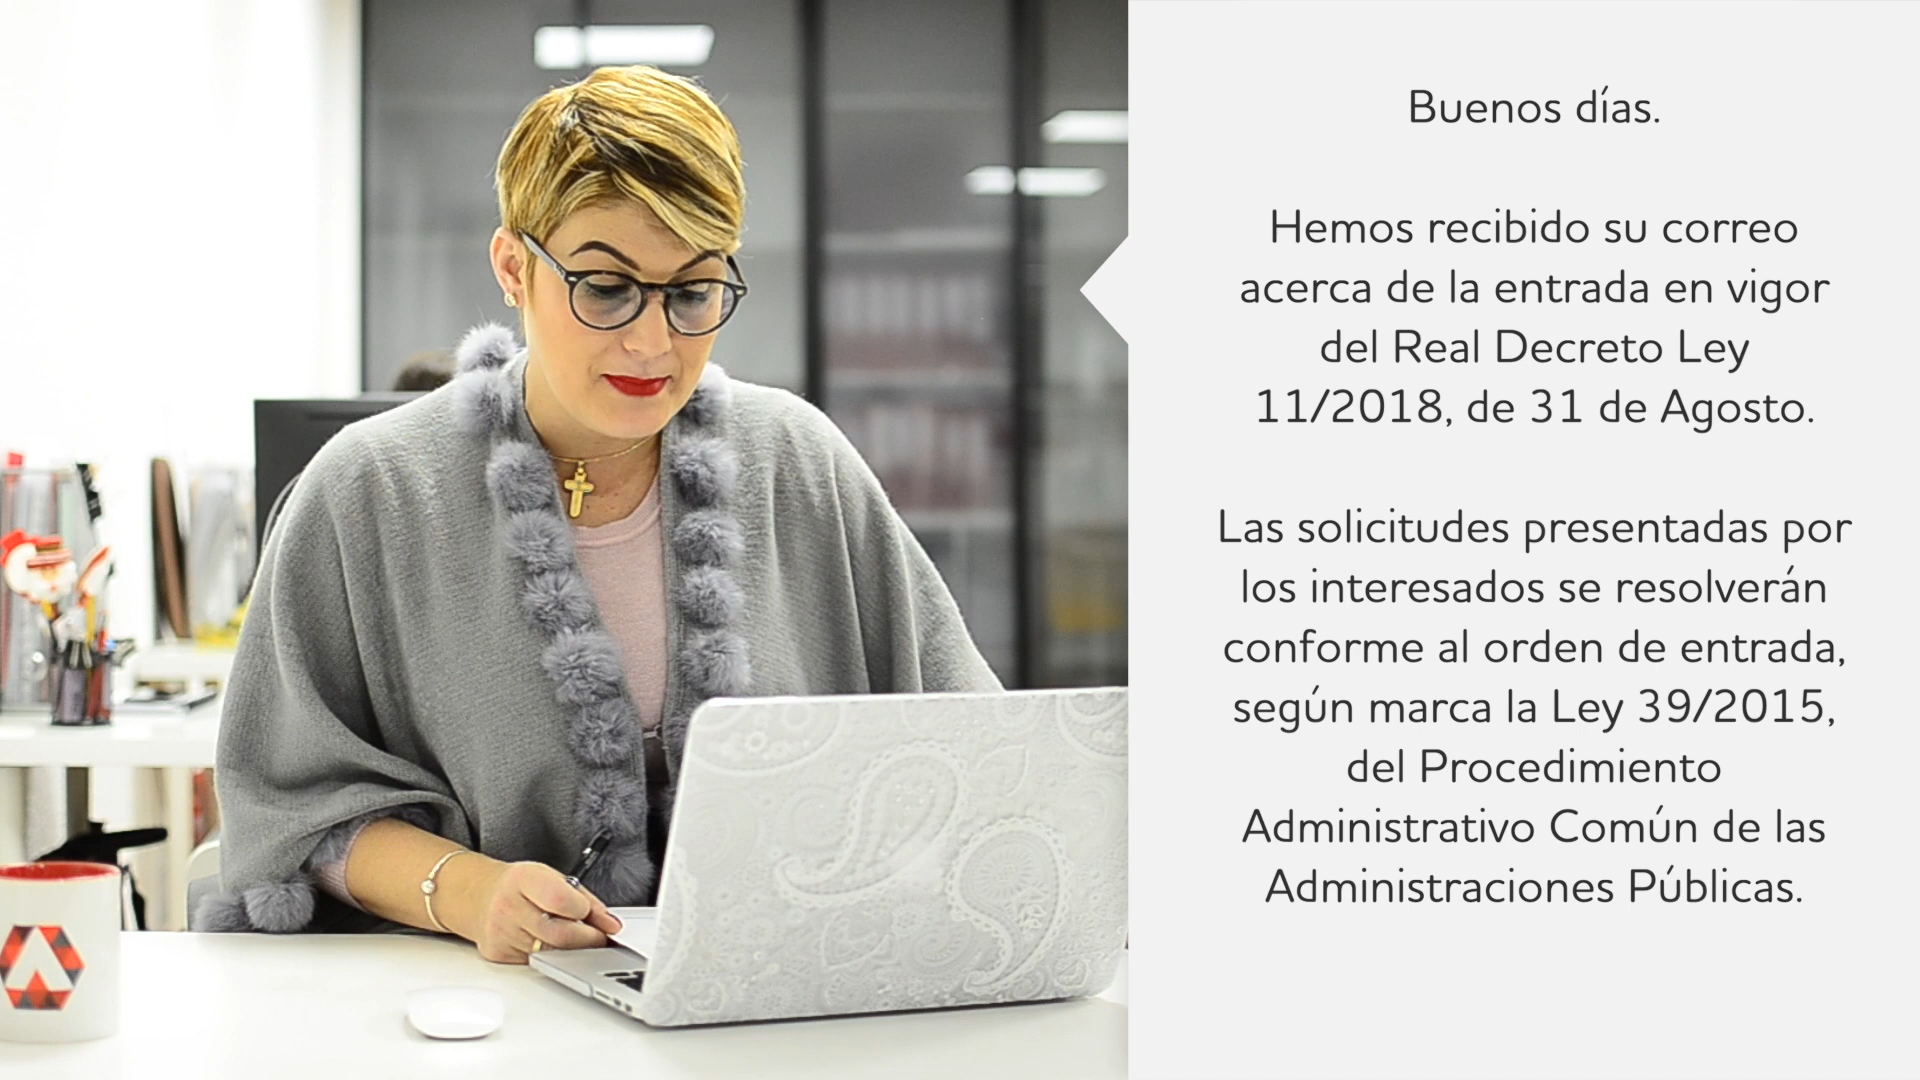 Buenos días.
Hemos recibido su correo
acerca de la entrada en vigor
del Real Decreto Ley
11/2018, de 31 de Agosto.
Las solicitudes presentadas por
los interesados se resolverán
conforme al orden de entrada,
según marca la Ley 39/2015,
del Procedimiento
Administrativo Común de las
Administraciones Públicas.